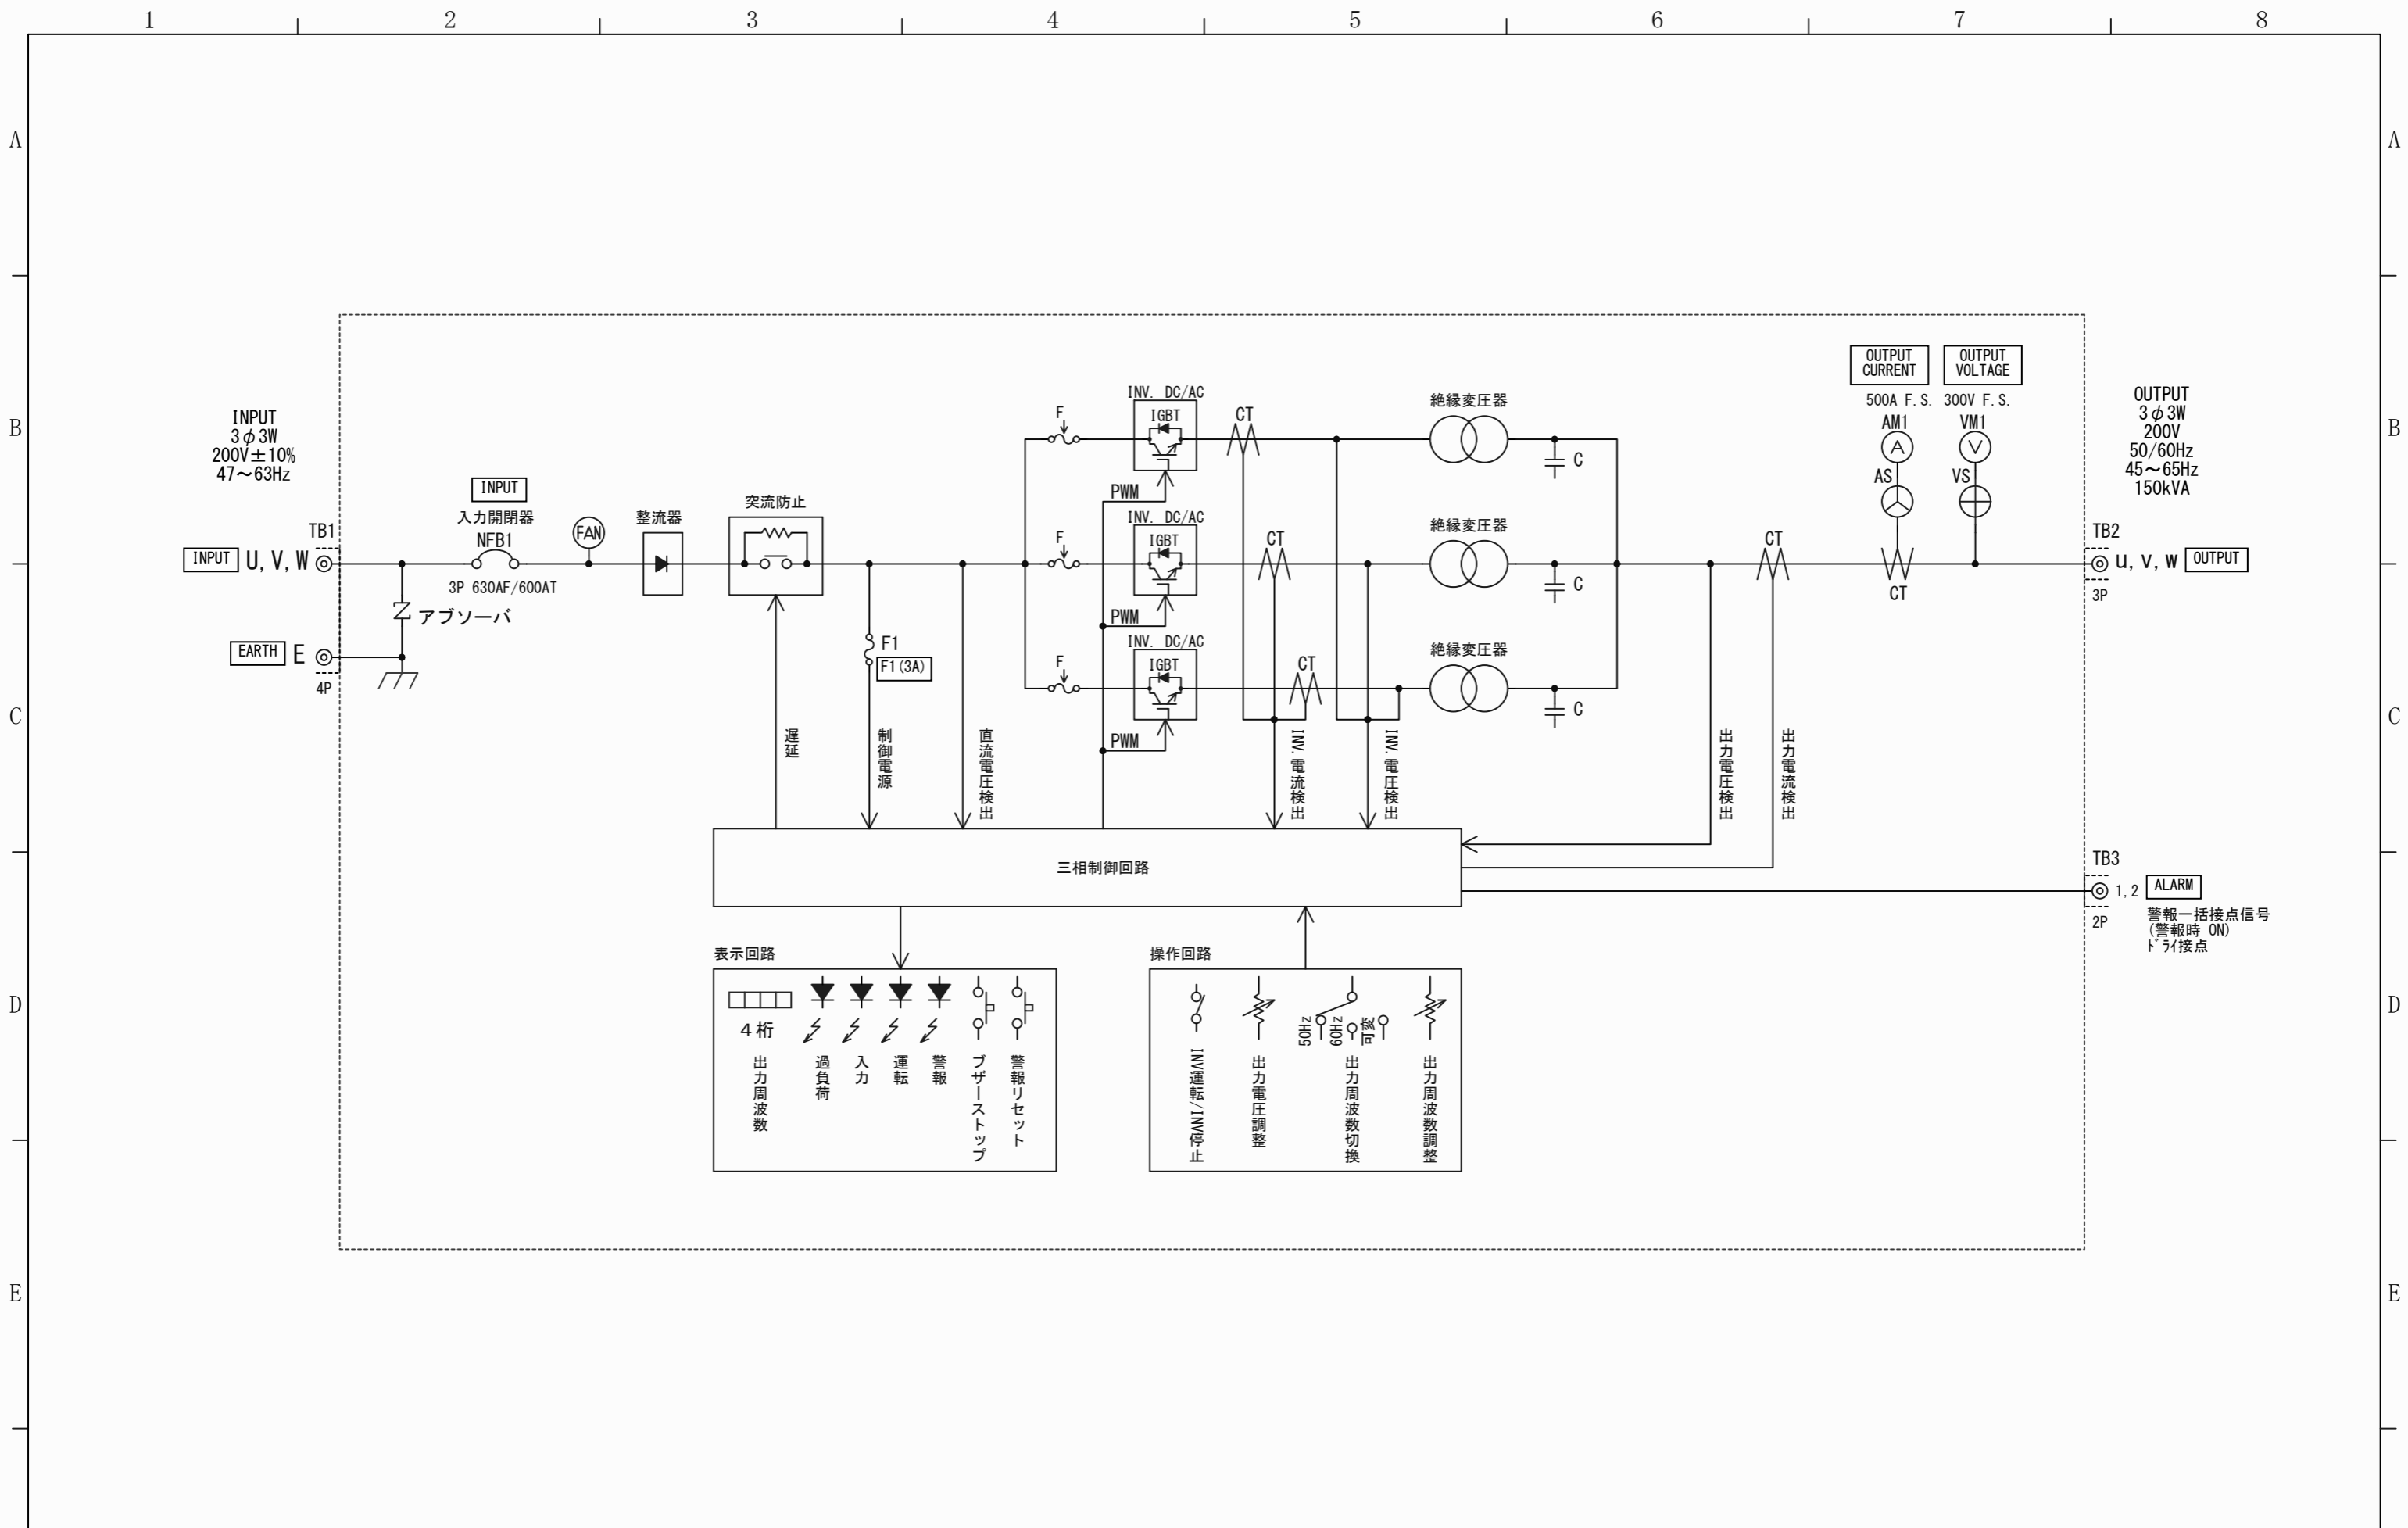 1 2 3 4 5 6 7 8
A
A
INV. DC/AC
IGBT
F
CT
PWM
絶縁変圧器
C
OUTPUT
CURRENT
OUTPUT
VOLTAGE
500A F.S.
300V F.S.
AM1
VM1
A
V
AS
VS
B
B
INPUT
3φ3W
200V±10%
47～63Hz
OUTPUT
3φ3W
200V
50/60Hz
45～65Hz
150kVA
INPUT
入力開閉器
NFB1
3P 630AF/600AT
FAN
整流器
突流防止
TB1
INPUT U, V, W
アブソーバ
EARTH E
4P
F
INV. DC/AC
IGBT
CT
PWM
絶縁変圧器
C
CT
CT
TB2
u, v, w OUTPUT
3P
F1
F1(3A)
F
INV. DC/AC
IGBT
CT
PWM
絶縁変圧器
C
C
C
遅延
制御電源
直流電圧検出
INV.電流検出
INV.電圧検出
出力電圧検出
出力電流検出
三相制御回路
TB3
1,2 ALARM
2P
警報一括接点信号
(警報時 ON)
ﾄﾞﾗｲ接点
D
D
表示回路
4桁
出力周波数
過負荷
入力
運転
警報
ブザーストップ
警報リセット
操作回路
INV運転/INV停止
出力電圧調整
50Hz
60Hz
可変
出力周波数切換
出力周波数調整
E
E